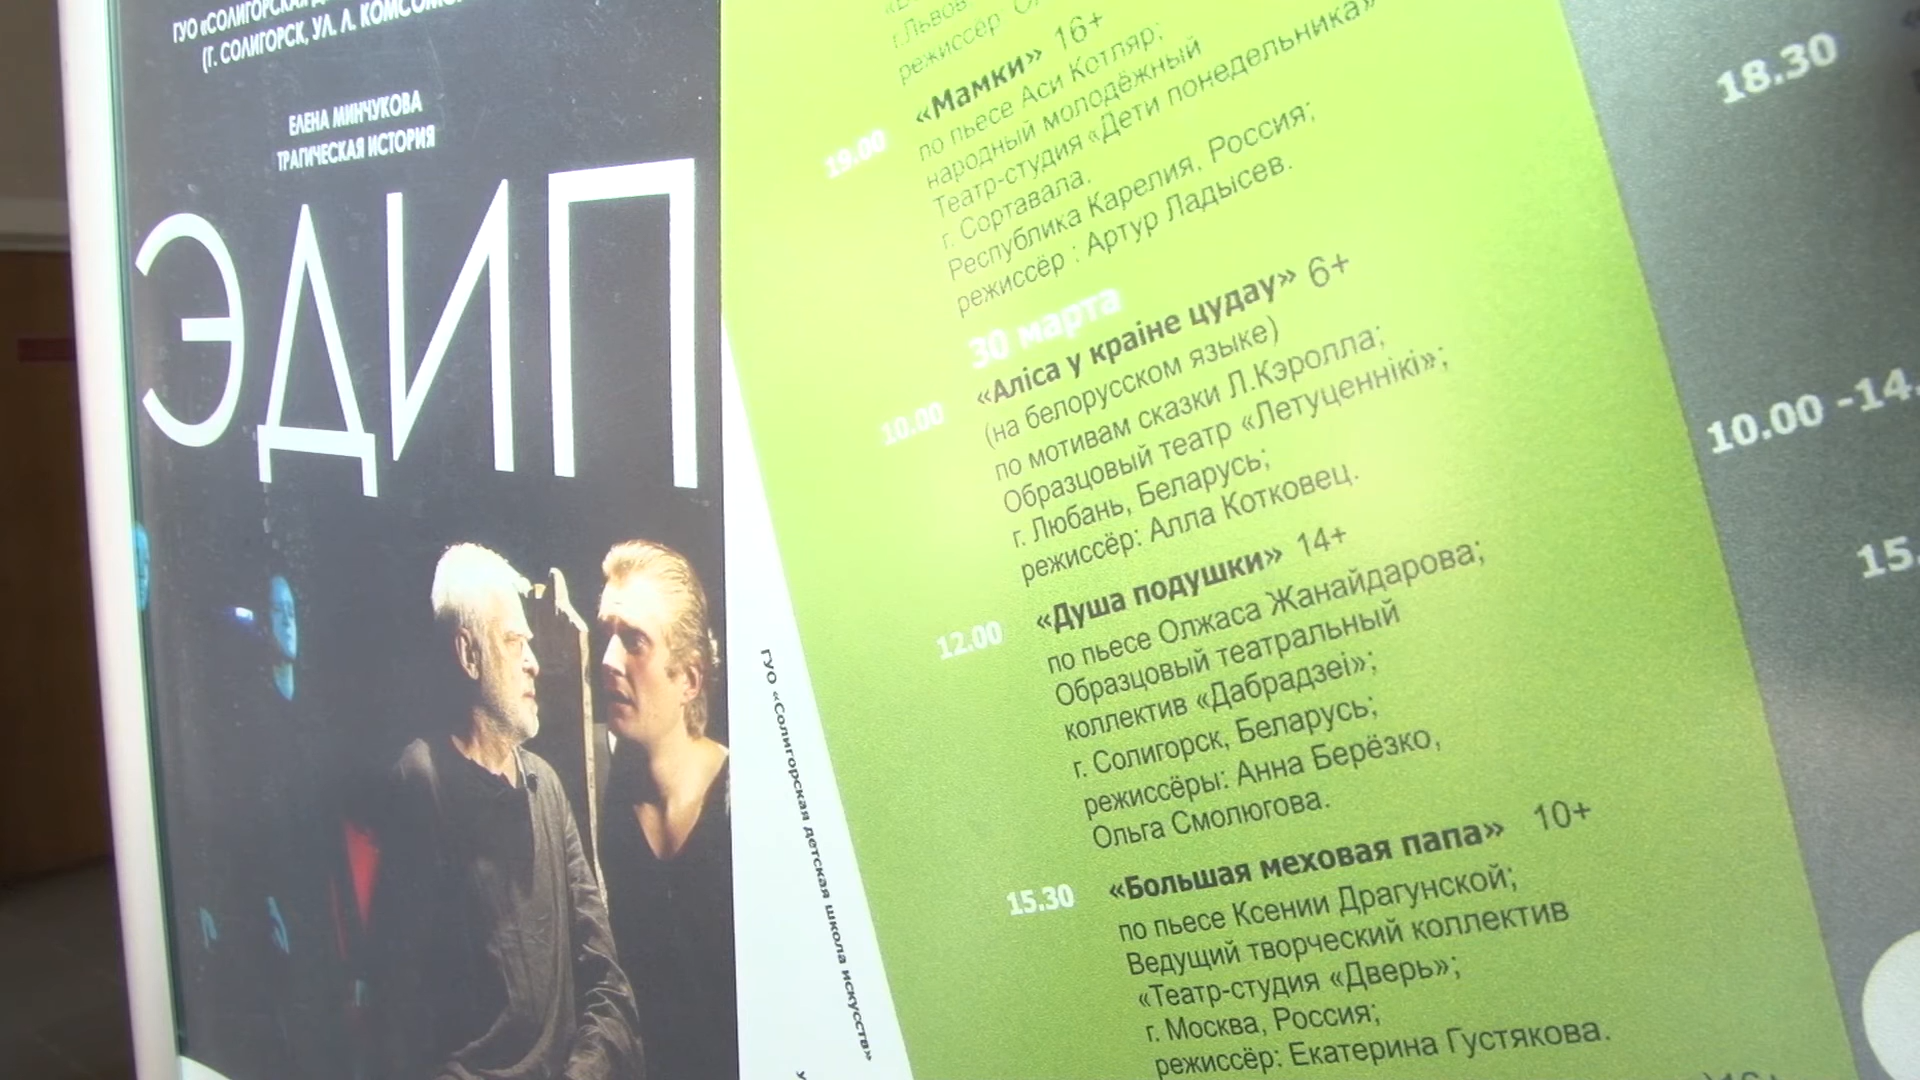 ГУО «СОЛИГОРСКАЯ
(Г. СОЛИГОРСК, УЛ. Л. КОМСОМО
ЕЛЕНА МИНЧУКОВА
ТРАГИЧЕСКАЯ ИСТОРИЯ
ЭДИП
ГУО «Солигорская детская школа искусств»
г.Львов
режиссёр
19.00
«Мамки» 16+
по пьесе Аси Котляр;
народный молодёжный
Театр-студия «Дети понедельника»
г. Сортавала.
Республика Карелия, Россия;
режиссёр : Артур Ладысев.
30 марта
10.00
«Аліса у краіне цудаў» 6+
(на белорусском языке)
по мотивам сказки Л.Кэролла;
Образцовый театр «Летуценнікі»;
г. Любань, Беларусь;
режиссёр: Алла Котковец.
12.00
«Душа подушки» 14+
по пьесе Олжаса Жанайдарова;
Образцовый театральный
коллектив «Дабрадзеі»;
г. Солигорск, Беларусь;
режиссёры: Анна Берёзко,
Ольга Смолюгова.
15.30
«Большая меховая папа» 10+
по пьесе Ксении Драгунской;
Ведущий творческий коллектив
«Театр-студия «Дверь»;
г. Москва, Россия;
режиссёр: Екатерина Густякова.
18.30
10.00 -14.
15.